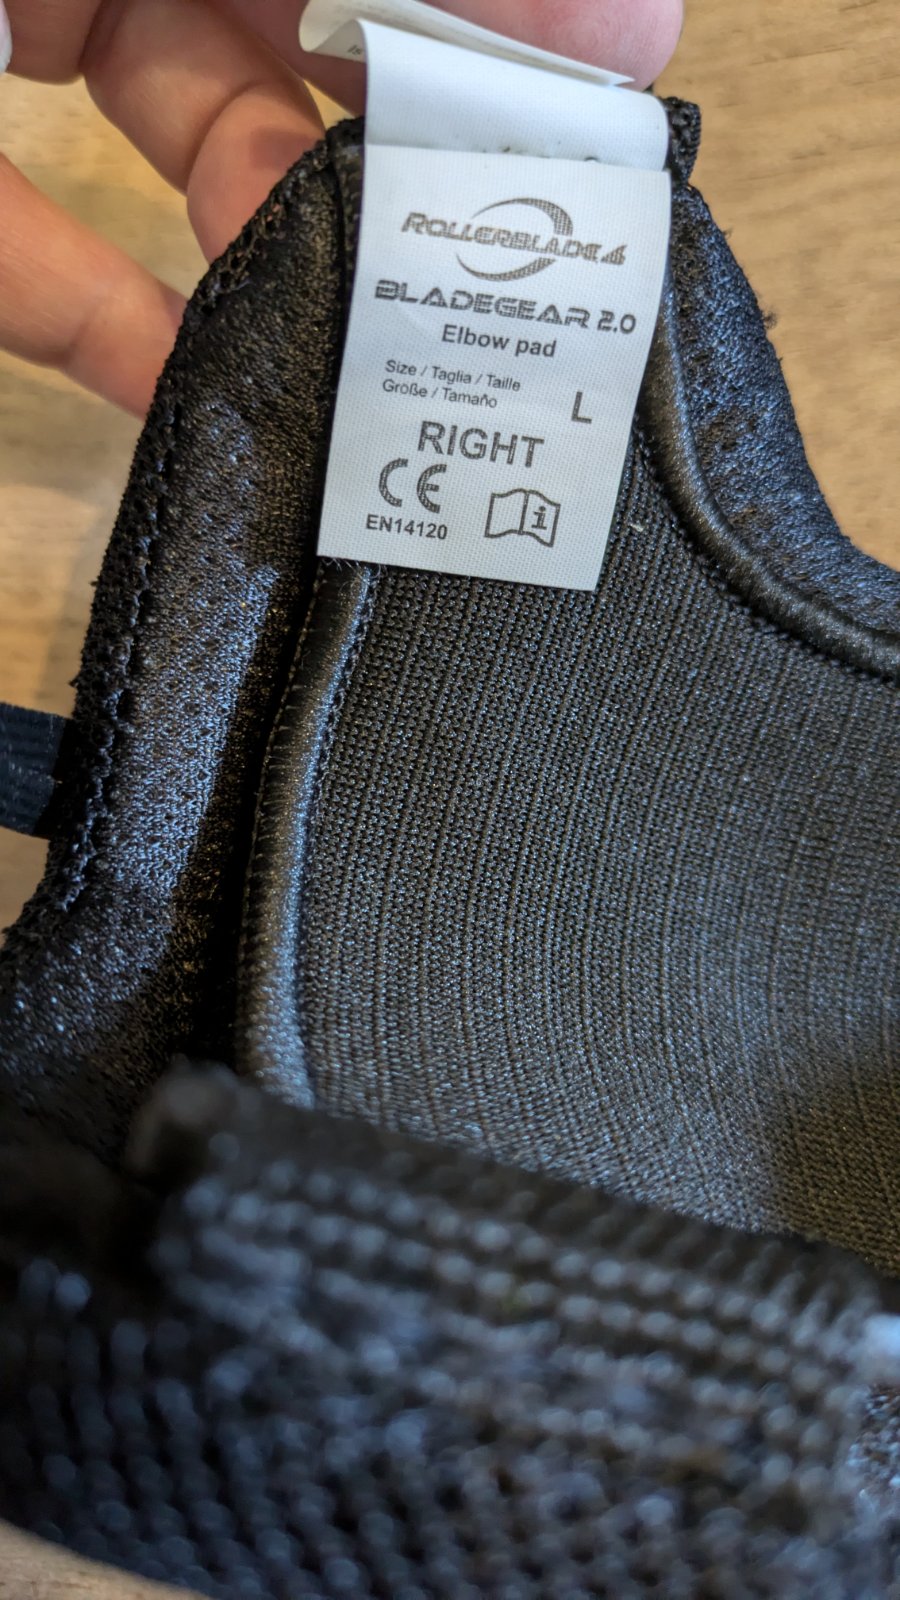 ROLLERBLADE
BLADEGEAR 2.0
Elbow pad
Size / Taglia / Taille
Größe / Tamaño
L
RIGHT
CE
EN14120
i